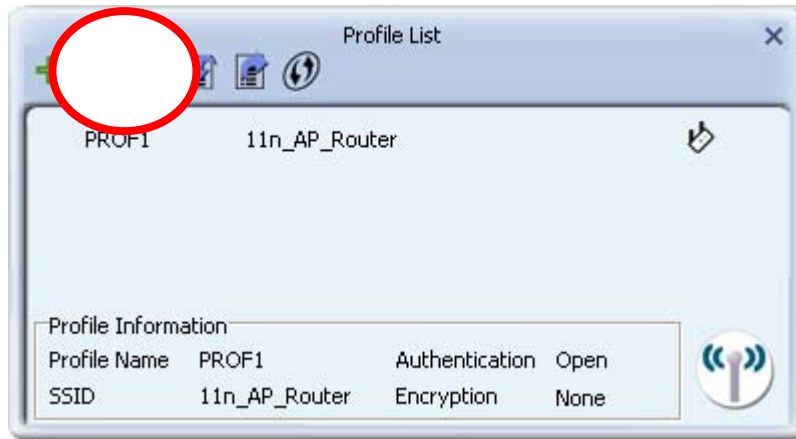 Profile List
PROF1 11n_AP_Router
Profile Information
Profile Name PROF1 Authentication Open
SSID 11n_AP_Router Encryption None